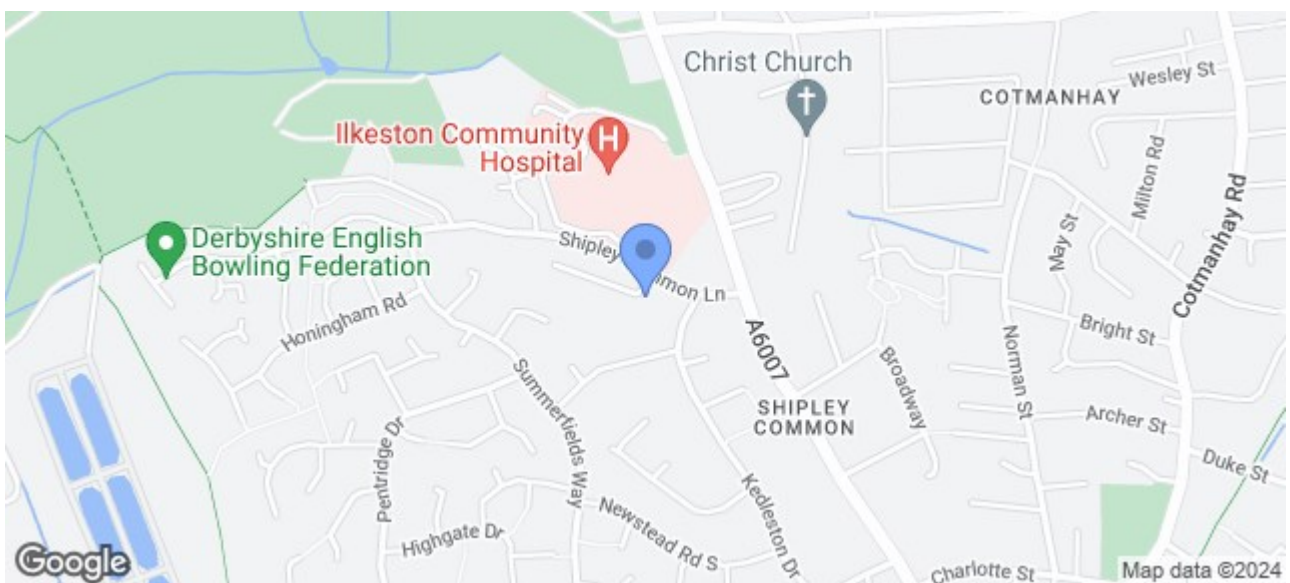 Christ Church
Wesley St
COTMANHAY
Ilkeston Community
Hospital
H
Milton Rd
Cotmanhay Rd
May St
Derbyshire English
Bowling Federation
Shipley
mon Ln
Honingham Rd
A6007
Bright St
Norman St
Broadway
Summerfields Way
SHIPLEY
COMMON
Archer St
Duke St
Pentridge Dr
Kedleston Dr
Newstead Rd S
Highgate Dr
Charlotte St
Google
Map data ©2024